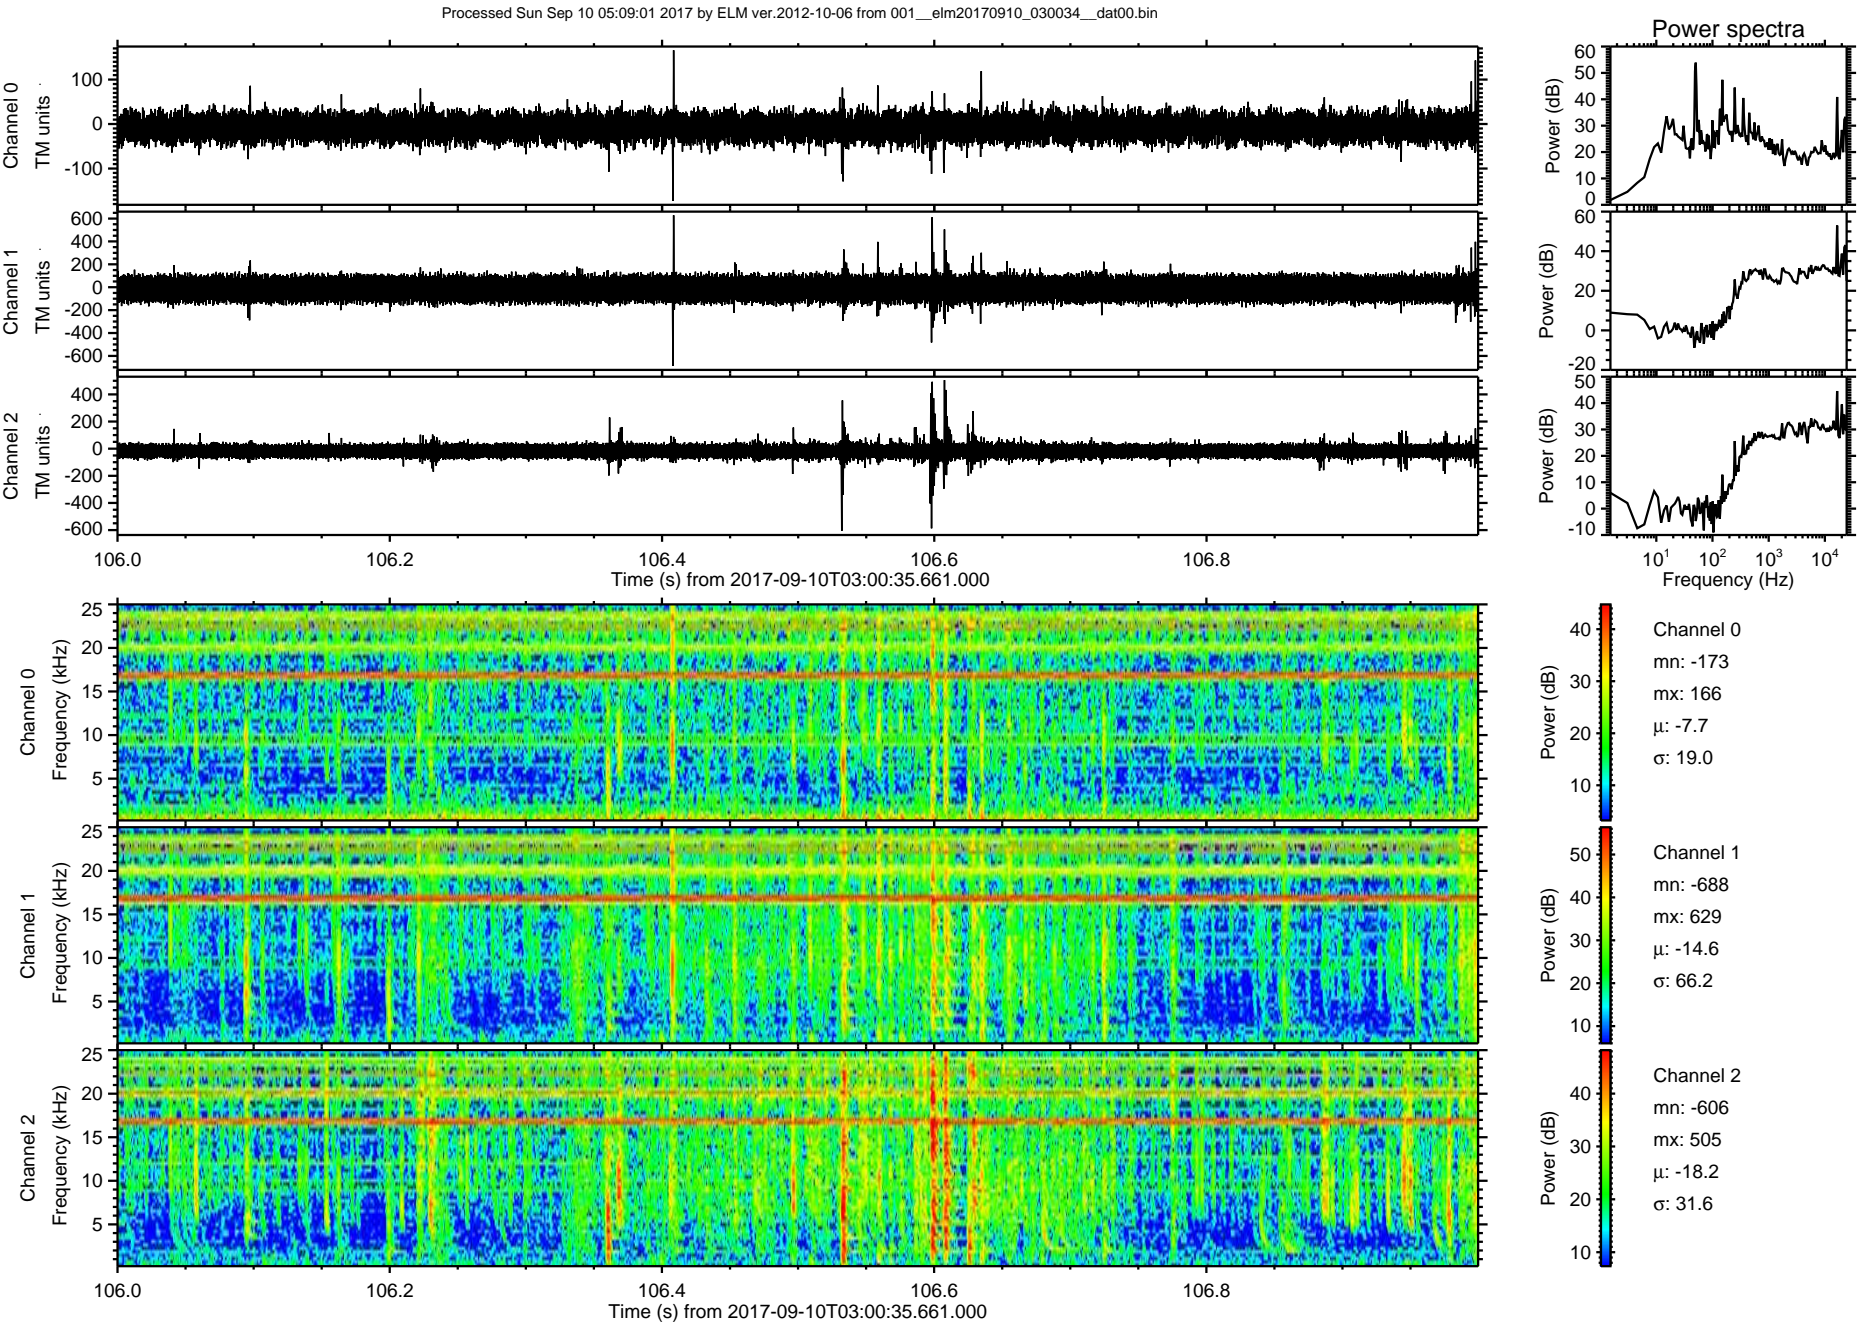 Processed Sun Sep 10 05:09:01 2017 by ELM ver.2012-10-06 from 001__elm20170910_030034__dat00.bin
Power spectra
Channel 0
TM units
100
0
-100
Power (dB)
60
50
40
30
20
10
0
Channel 1
TM units
600
400
200
0
-200
-400
-600
Power (dB)
60
40
20
0
-20
Channel 2
TM units
400
200
0
-200
-400
-600
Power (dB)
50
40
30
20
10
0
-10
106.0 106.2 106.4 106.6 106.8
Time (s) from 2017-09-10T03:00:35.661.000
10¹ 10² 10³ 10⁴
Frequency (Hz)
Channel 0
Frequency (kHz)
25
20
15
10
5
Power (dB)
40
30
20
10
Channel 0
mn: -173
mx: 166
μ: -7.7
σ: 19.0
Channel 1
Frequency (kHz)
25
20
15
10
5
Power (dB)
50
40
30
20
10
Channel 1
mn: -688
mx: 629
μ: -14.6
σ: 66.2
Channel 2
Frequency (kHz)
25
20
15
10
5
Power (dB)
40
30
20
10
Channel 2
mn: -606
mx: 505
μ: -18.2
σ: 31.6
106.0 106.2 106.4 106.6 106.8
Time (s) from 2017-09-10T03:00:35.661.000